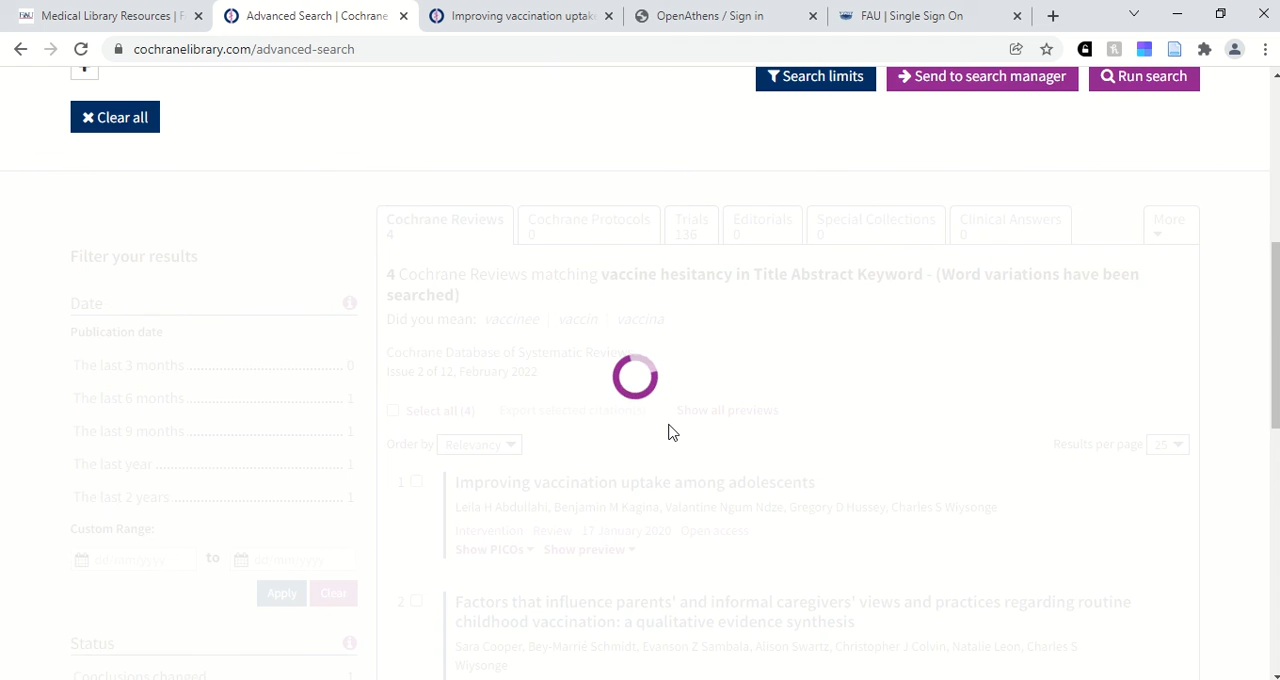 Medical Library Resources | F
Advanced Search | Cochrane
Improving vaccination uptake
OpenAthens / Sign in
FAU | Single Sign On
cochranelibrary.com/advanced-search
Search limits
Send to search manager
Run search
Clear all
Cochrane Reviews
4
Cochrane Protocols
0
Trials
136
Editorials
0
Special Collections
0
Clinical Answers
0
More
Filter your results
Date
Publication date
The last 3 months 0
The last 6 months 1
The last 9 months 1
The last year 1
The last 2 years 1
Custom Range:
dd/mm/yyyy to dd/mm/yyyy
Apply Clear
Status
Conclusions changed 1
4 Cochrane Reviews matching vaccine hesitancy in Title Abstract Keyword - (Word variations have been
searched)
Did you mean: vaccinee | vaccin | vaccina
Cochrane Database of Systematic Reviews
Issue 2 of 12, February 2022
Select all (4) Export selected citation(s) Show all previews
Order by Relevancy Results per page 25
1 Improving vaccination uptake among adolescents
Leila H Abdullahi, Benjamin M Kagina, Valantine Ngum Ndze, Gregory D Hussey, Charles S Wiysonge
Intervention Review 17 January 2020 Open access
Show PICOs Show preview
2 Factors that influence parents' and informal caregivers' views and practices regarding routine
childhood vaccination: a qualitative evidence synthesis
Sara Cooper, Bey-Marrié Schmidt, Evanson Z Sambala, Alison Swartz, Christopher J Colvin, Natalie Leon, Charles S
Wiysonge